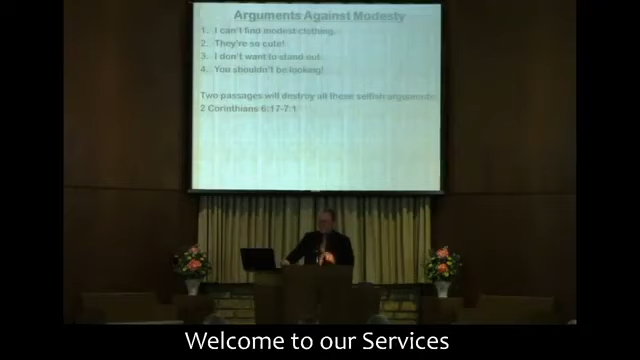 Arguments Against Modesty
1. I can't find modest clothing.
2. They're so cute!
3. I don't want to stand out.
4. You shouldn't be looking!
Two passages will destroy all these selfish arguments
2 Corinthians 6:17-7:1
Welcome to our Services